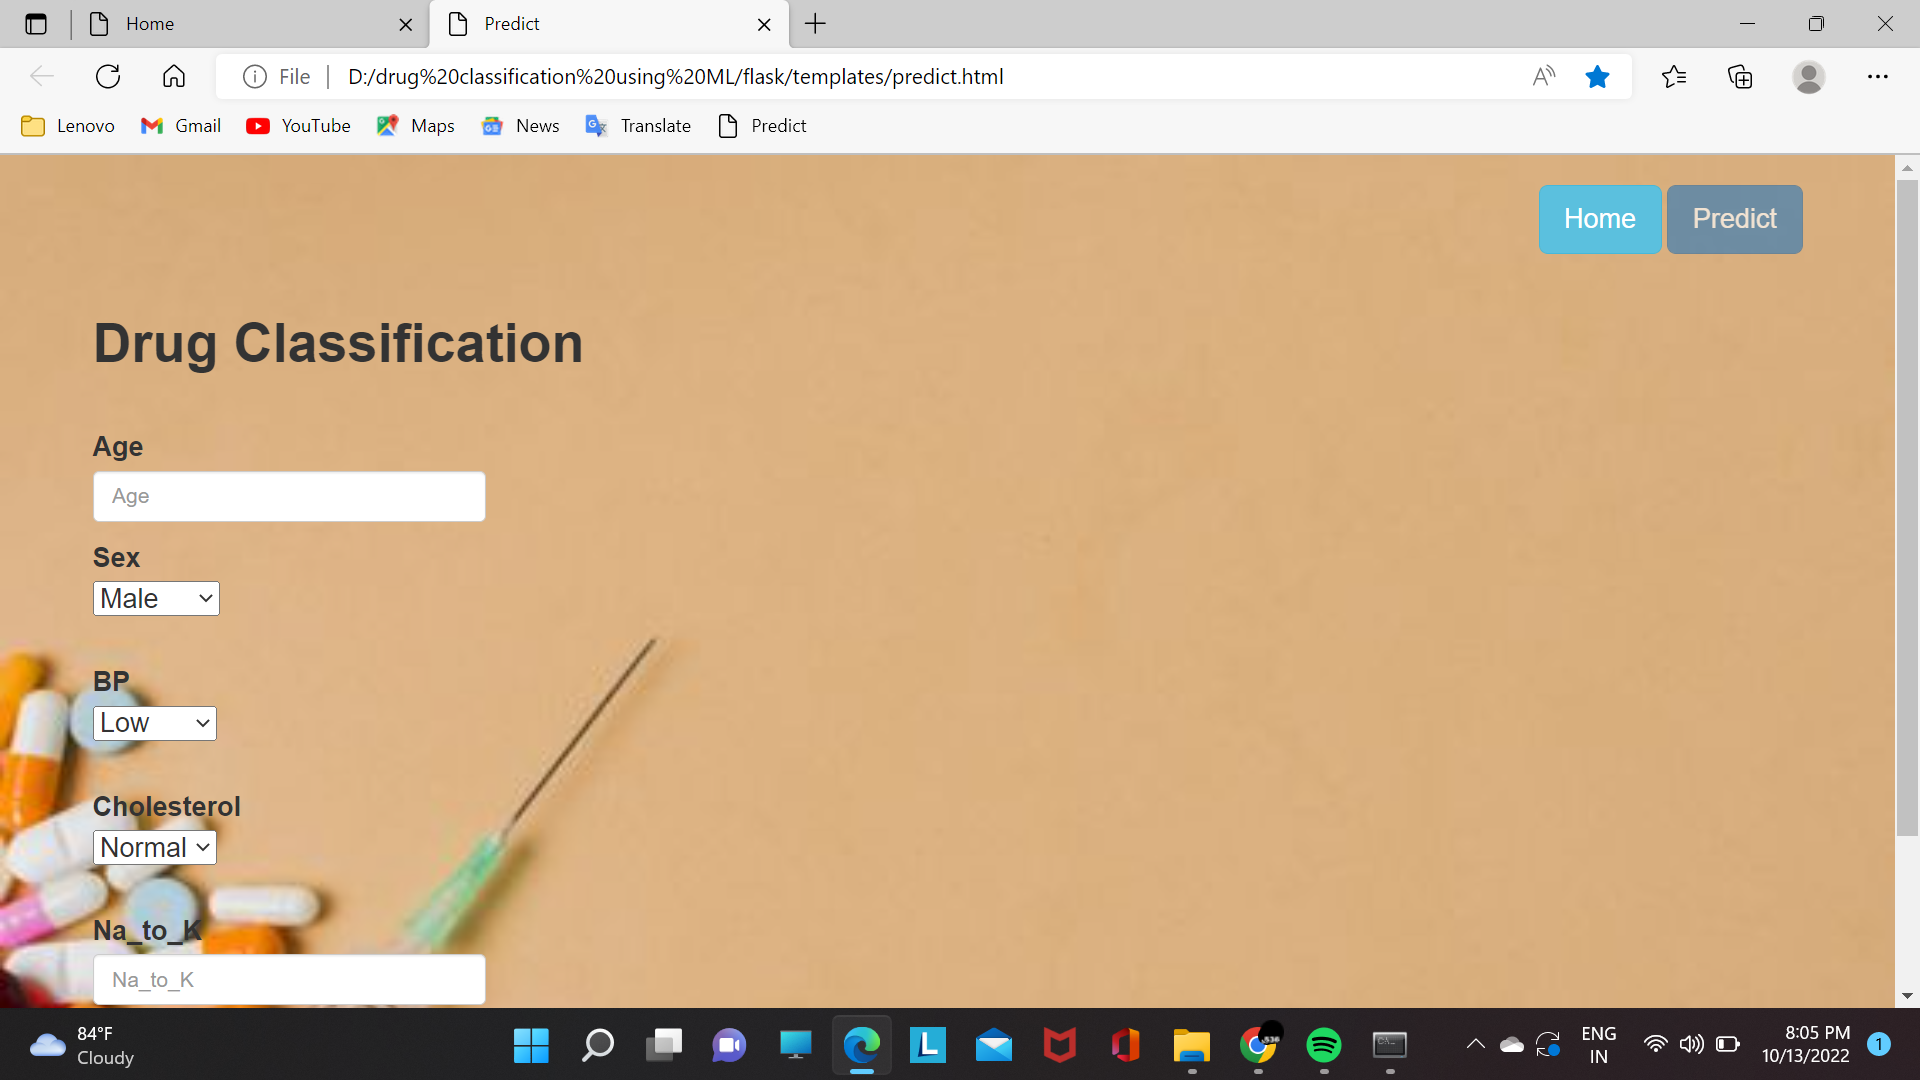 Home
Predict
File
D:/drug%20classification%20using%20ML/flask/templates/predict.html
Lenovo
Gmail
YouTube
Maps
News
Translate
Predict
Home
Predict
Drug Classification
Age
Age
Sex
Male
BP
Low
Cholesterol
Normal
Na_to_K
Na_to_K
84°F
Cloudy
ENG
IN
8:05 PM
10/13/2022
1